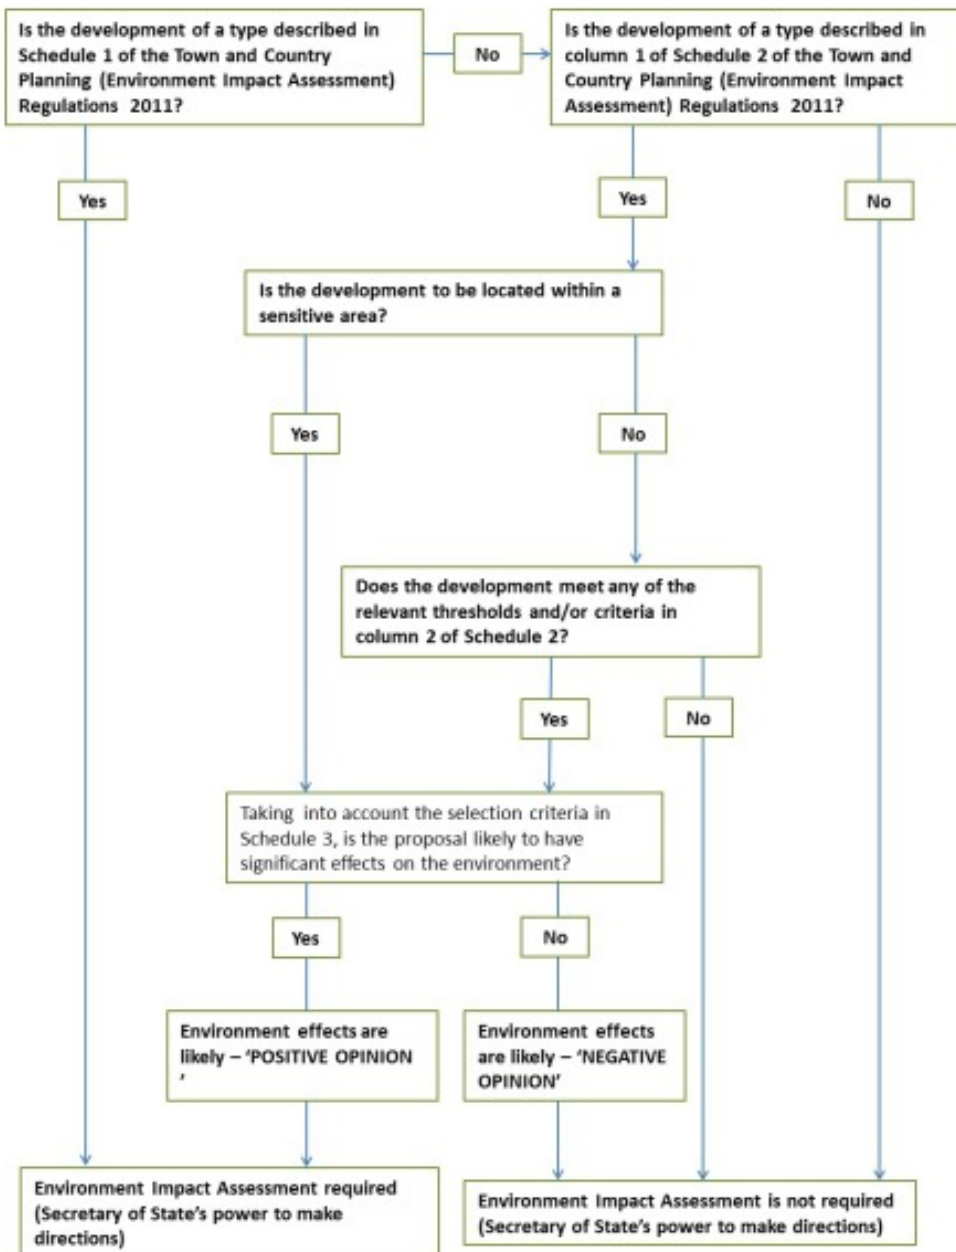 Is the development of a type described in
Schedule 1 of the Town and Country
Planning (Environment Impact Assessment)
Regulations 2011?
No
Is the development of a type described in
column 1 of Schedule 2 of the Town and
Country Planning (Environment Impact
Assessment) Regulations 2011?
Yes
Yes
No
Is the development to be located within a
sensitive area?
Yes
No
Does the development meet any of the
relevant thresholds and/or criteria in
column 2 of Schedule 2?
Yes
No
Taking into account the selection criteria in
Schedule 3, is the proposal likely to have
significant effects on the environment?
Yes
No
Environment effects are
likely – ‘POSITIVE OPINION
’
Environment effects
are likely – ‘NEGATIVE
OPINION’
Environment Impact Assessment required
(Secretary of State’s power to make
directions)
Environment Impact Assessment is not required
(Secretary of State’s power to make directions)